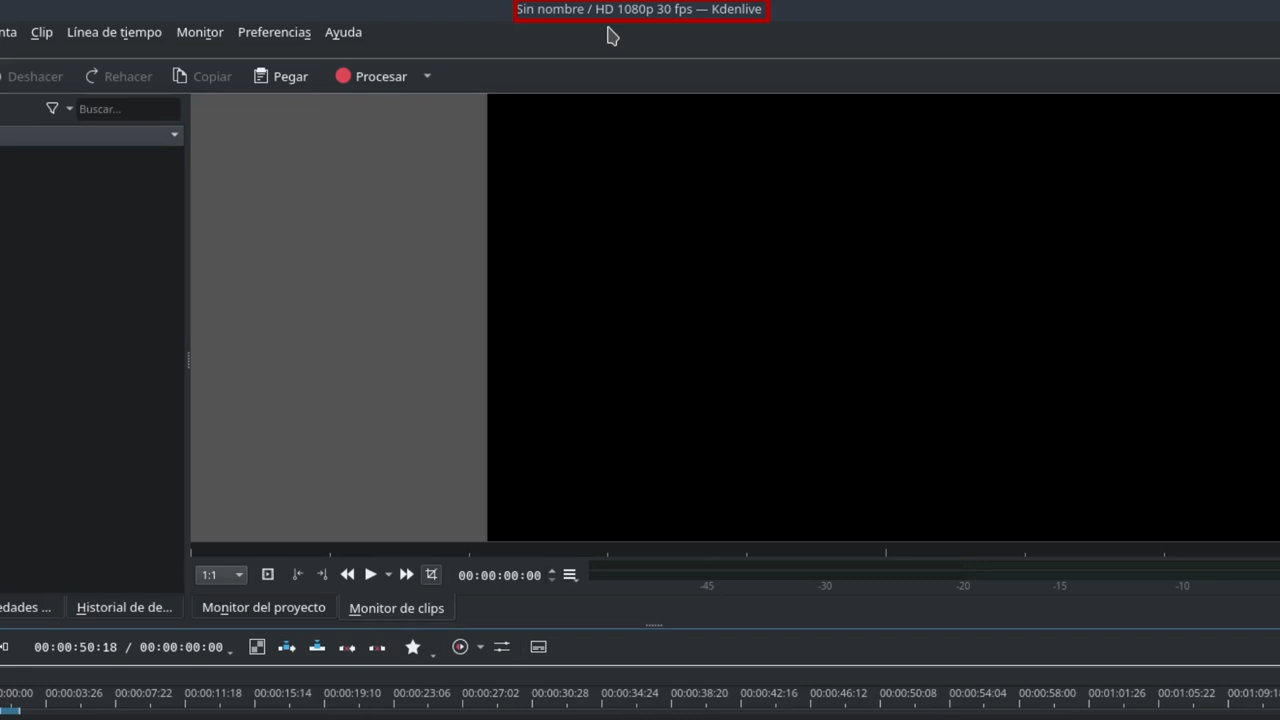 Sin nombre / HD 1080p 30 fps — Kdenlive
nta Clip Línea de tiempo Monitor Preferencias Ayuda
Deshacer Rehacer Copiar Pegar Procesar
Buscar...
1:1 00:00:00:00
-45 -30 -20 -15 -10
edades ... Historial de de... Monitor del proyecto Monitor de clips
00:00:50:18 / 00:00:00:00
0:00:00 00:00:03:26 00:00:07:22 00:00:11:18 00:00:15:14 00:00:19:10 00:00:23:06 00:00:27:02 00:00:30:28 00:00:34:24 00:00:38:20 00:00:42:16 00:00:46:12 00:00:50:08 00:00:54:04 00:00:58:00 00:01:01:26 00:01:05:22 00:01:09:1